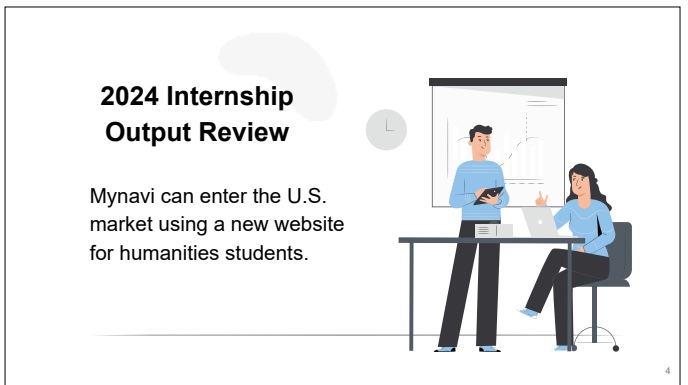 2024 Internship
Output Review
Mynavi can enter the U.S.
market using a new website
for humanities students.
4